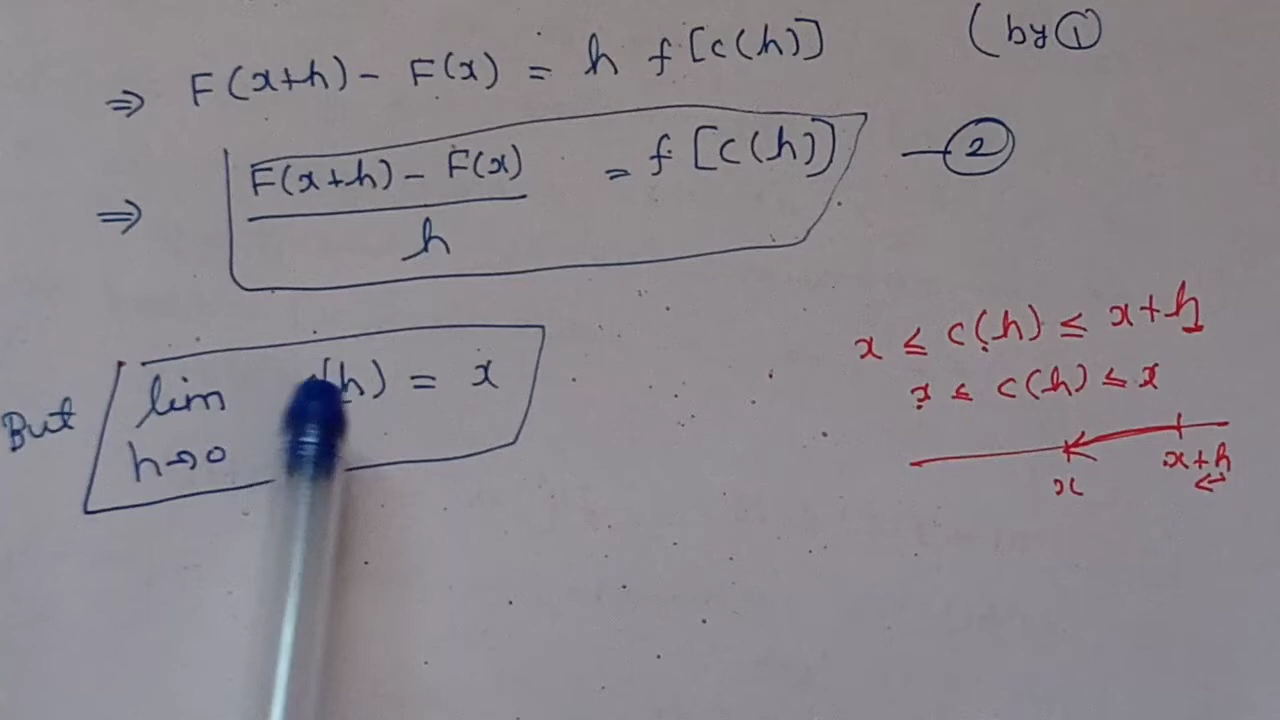 ⇒ F(x+h) - F(x) = h f[c(h)] (by ①
⇒ F(x+h) - F(x) / h = f[c(h)] — ②
But lim h→0 (h) = x
x ≤ c(h) ≤ x+h
x ≤ c(h) ≤ x
x x+h